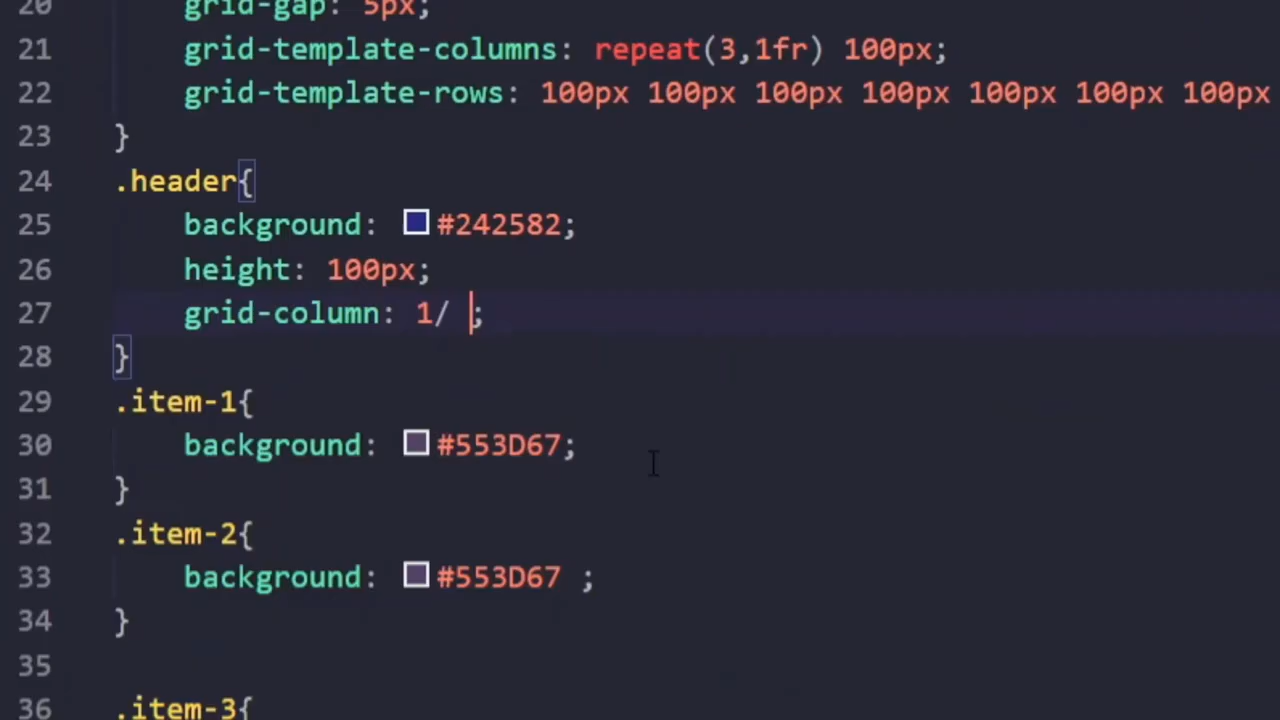 20 grid-gap: 5px;
21 grid-template-columns: repeat(3,1fr) 100px;
22 grid-template-rows: 100px 100px 100px 100px 100px 100px 100px
23 }
24 .header{
25 background: #242582;
26 height: 100px;
27 grid-column: 1/ ;
28 }
29 .item-1{
30 background: #553D67;
31 }
32 .item-2{
33 background: #553D67 ;
34 }
35
36 .item-3{